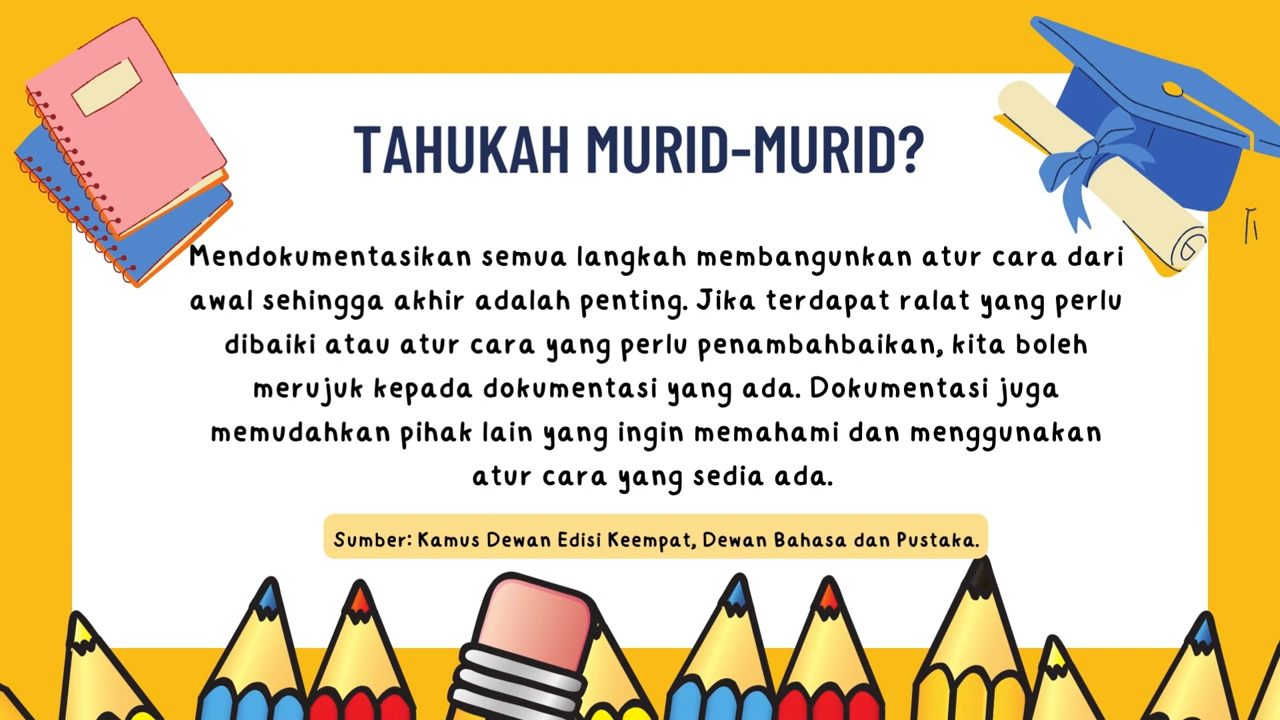 TAHUKAH MURID-MURID?
Mendokumentasikan semua langkah membangunkan atur cara dari
awal sehingga akhir adalah penting. Jika terdapat ralat yang perlu
dibaiki atau atur cara yang perlu penambahbaikan, kita boleh
merujuk kepada dokumentasi yang ada. Dokumentasi juga
memudahkan pihak lain yang ingin memahami dan menggunakan
atur cara yang sedia ada.
Sumber: Kamus Dewan Edisi Keempat, Dewan Bahasa dan Pustaka.